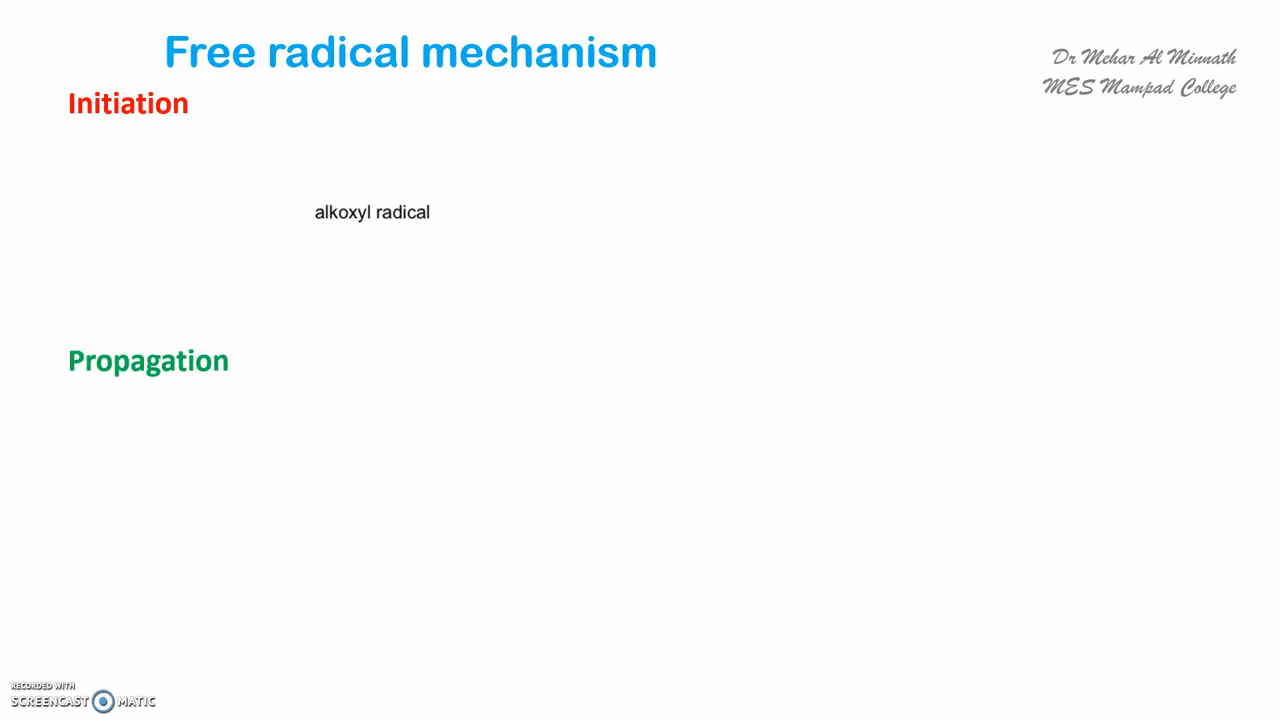 Free radical mechanism
Dr Mehar Al Minnath
MES Mampad College
Initiation
alkoxyl radical
Propagation
RECORDED WITH
SCREENCAST MATIC